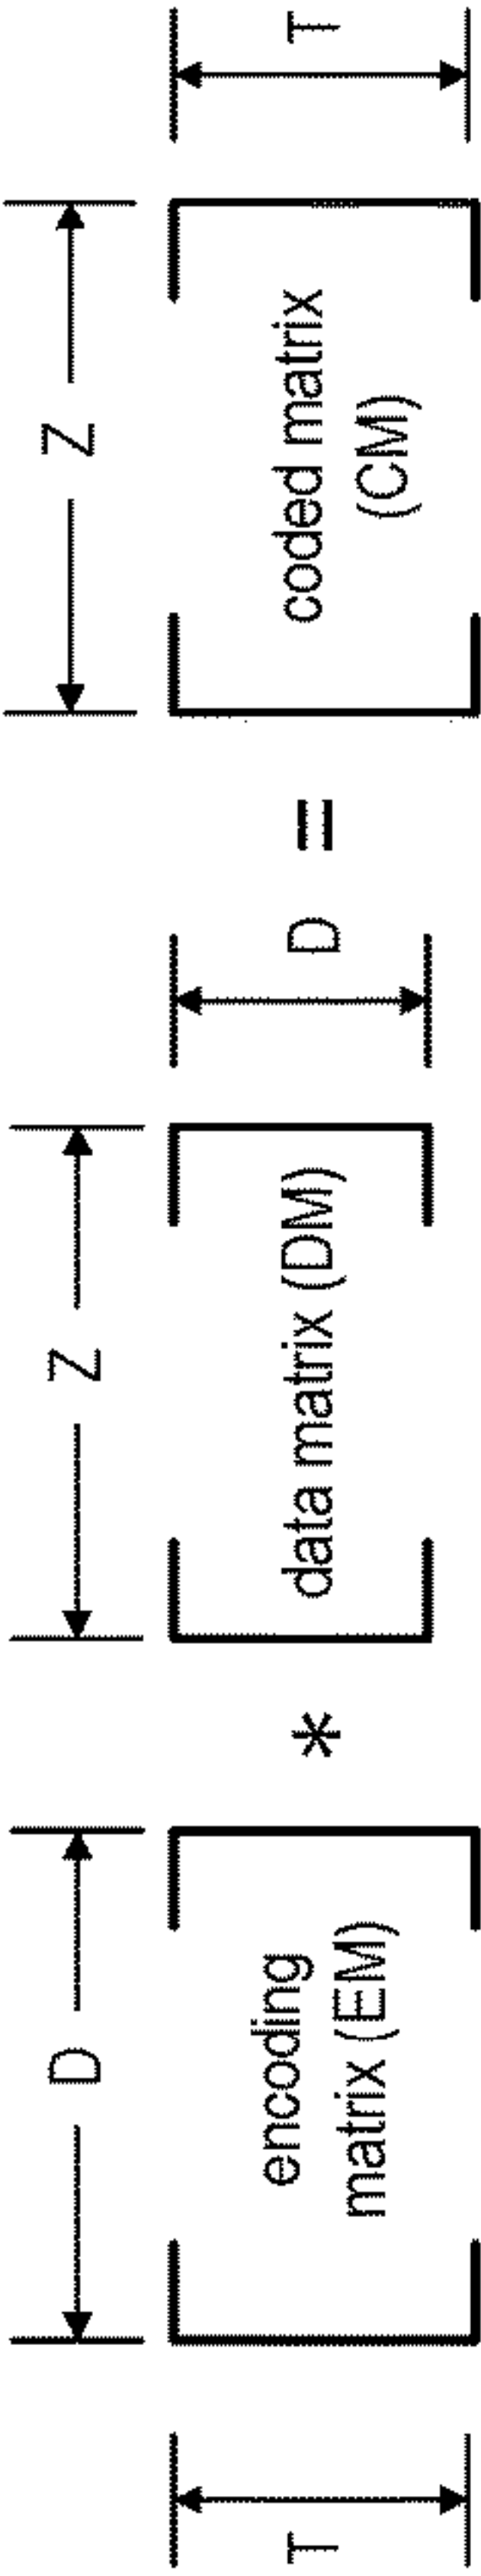 D
Z
Z
T
encoding
matrix (EM)
*
data matrix (DM)
D
=
coded matrix
(CM)
T